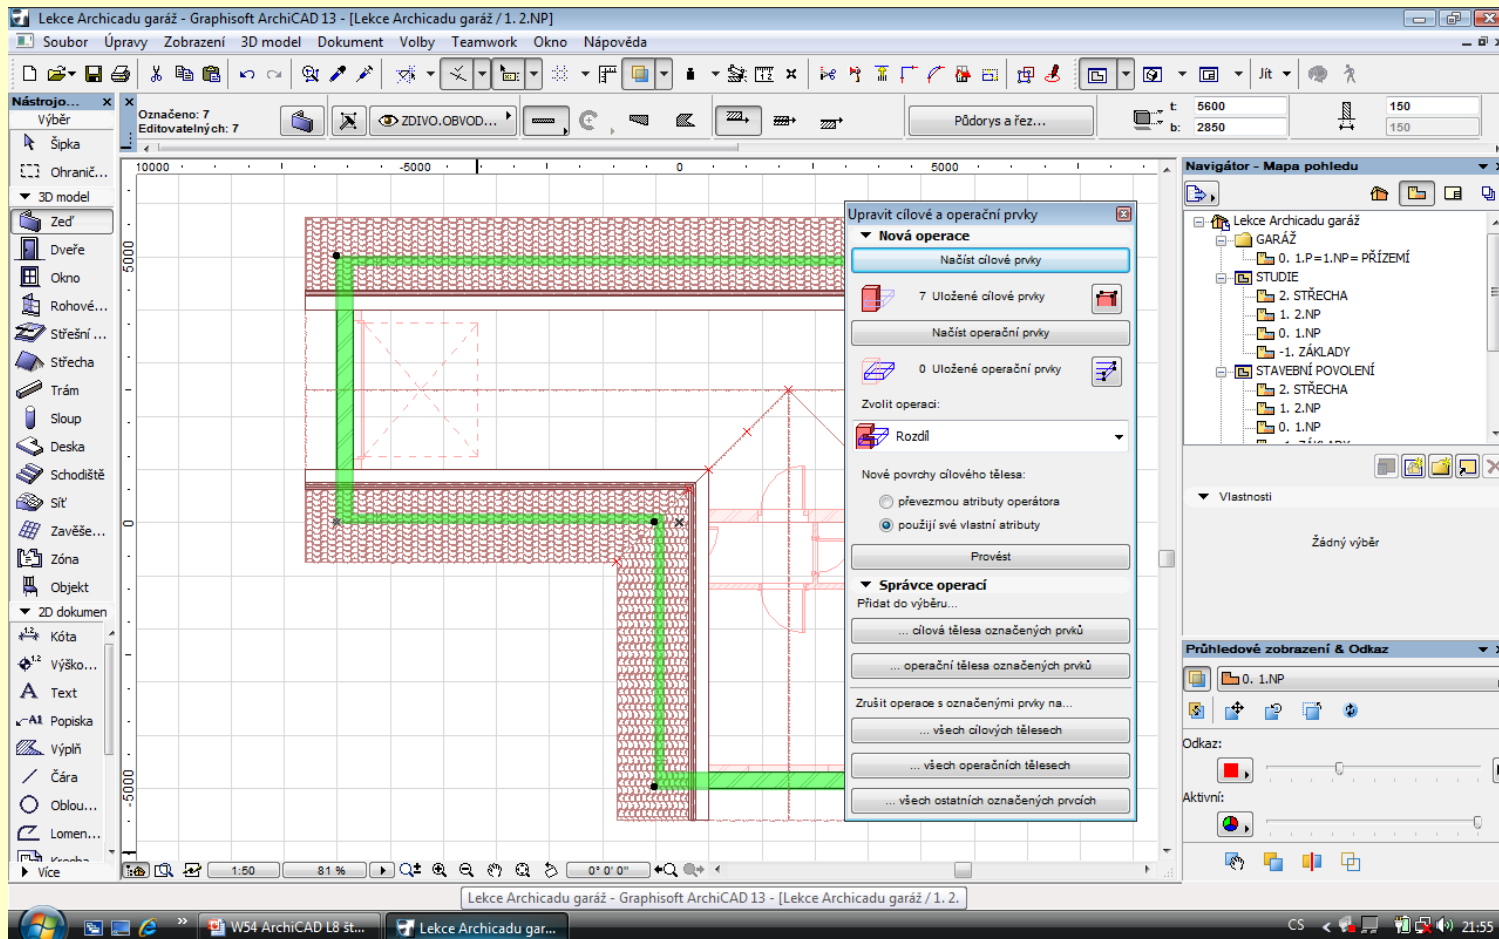 Lekce Archicadu garáž - Graphisoft ArchiCAD 13 - [Lekce Archicadu garáž / 1. 2.NP]
Soubor Úpravy Zobrazení 3D model Dokument Volby Teamwork Okno Nápověda
Jít
Nástrojo...
Výběr
Šipka
Ohranič...
3D model
Zeď
Dveře
Okno
Rohové...
Střešní ...
Střecha
Trám
Sloup
Deska
Schodiště
Síť
Zavěše...
Zóna
Objekt
2D dokumen
Kóta
Výško...
Text
Popiska
Výplň
Čára
Oblou...
Lomen...
Více
Označeno: 7
Editovatelných: 7
ZDIVO.OBVOD...
Půdorys a řez...
t: 5600
b: 2850
150
150
10000 -5000 0 5000
5000
0
-5000
Upravit cílové a operační prvky
Nová operace
Načíst cílové prvky
7 Uložené cílové prvky
Načíst operační prvky
0 Uložené operační prvky
Zvolit operaci:
Rozdíl
Nové povrchy cílového tělesa:
převezmou atributy operátora
použijí své vlastní atributy
Provést
Správce operací
Přidat do výběru...
... cílová tělesa označených prvků
... operační tělesa označených prvků
Zrušit operace s označenými prvky na...
... všech cílových tělesech
... všech operačních tělesech
... všech ostatních označených prvcích
Navigátor - Mapa pohledu
Lekce Archicadu garáž
GARÁŽ
0. 1.P=1.NP= PŘÍZEMÍ
STUDIE
2. STŘECHA
1. 2.NP
0. 1.NP
-1. ZÁKLADY
STAVEBNÍ POVOLENÍ
2. STŘECHA
1. 2.NP
0. 1.NP
Vlastnosti
Žádný výběr
Průhledové zobrazení & Odkaz
0. 1.NP
Odkaz:
Aktivní:
1:50 81 % 0° 0' 0"
Lekce Archicadu garáž - Graphisoft ArchiCAD 13 - [Lekce Archicadu garáž / 1. 2.
W54 ArchiCAD L8 št...
Lekce Archicadu gar...
CS 21:55